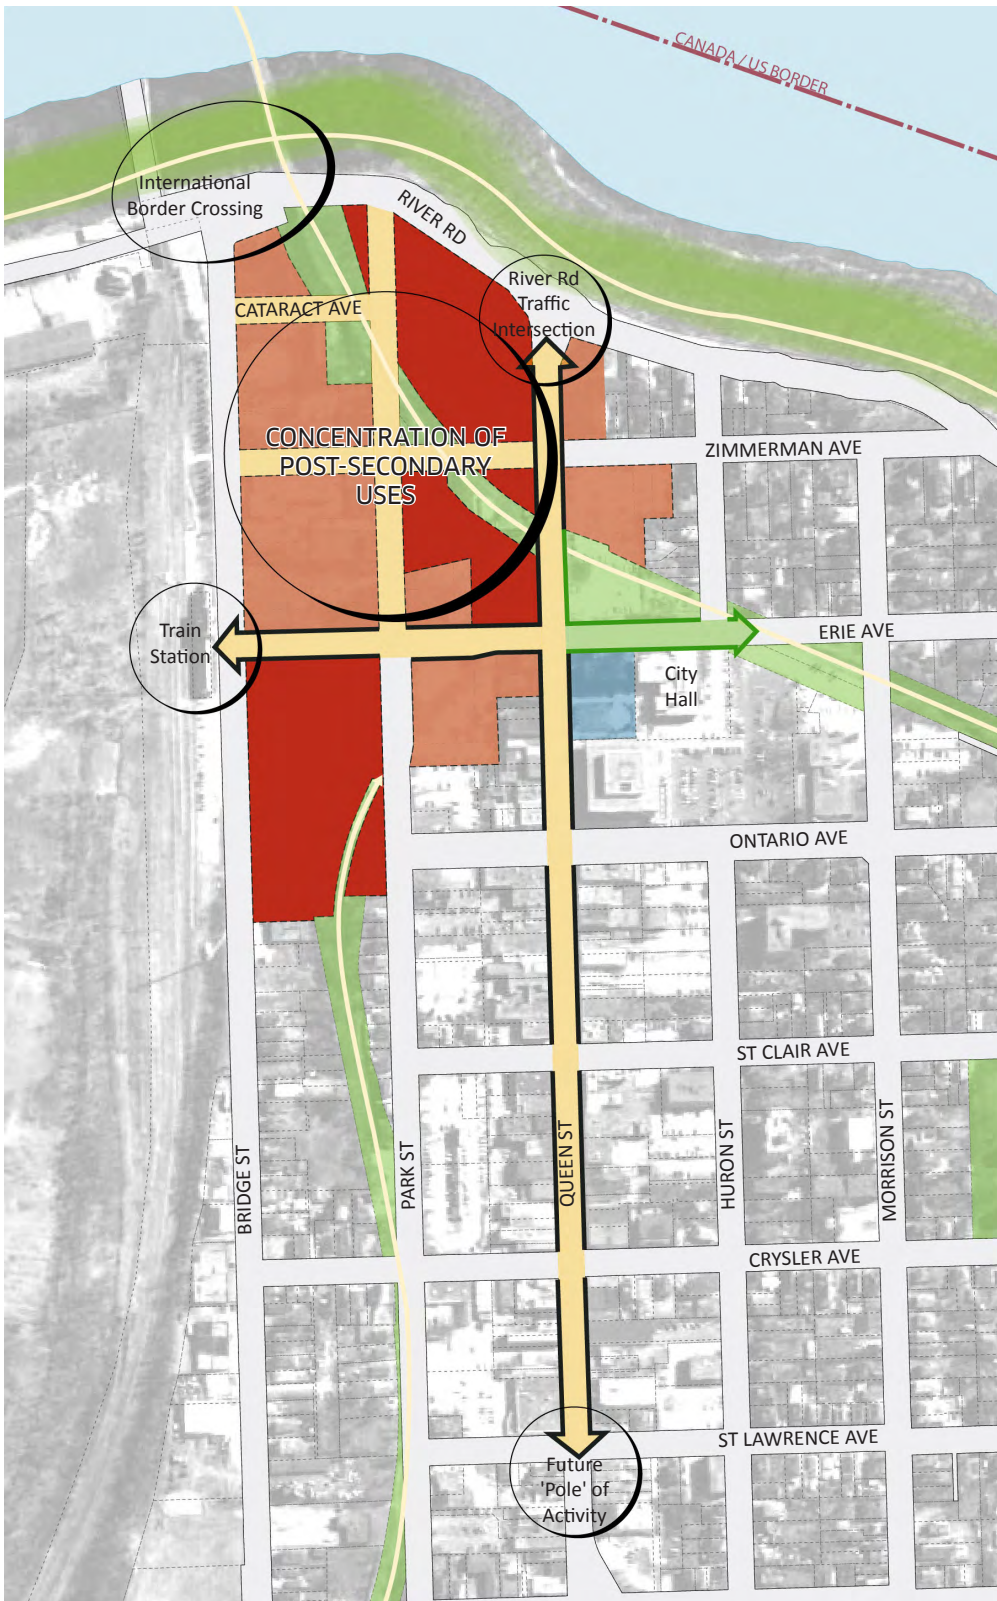 CANADA / US BORDER
International
Border Crossing
RIVER RD
River Rd
Traffic
Intersection
CATARACT AVE
CONCENTRATION OF
POST-SECONDARY
USES
ZIMMERMAN AVE
Train
Station
ERIE AVE
City
Hall
ONTARIO AVE
ST CLAIR AVE
BRIDGE ST
PARK ST
QUEEN ST
HURON ST
MORRISON ST
CRYSLER AVE
ST LAWRENCE AVE
Future
'Pole' of
Activity